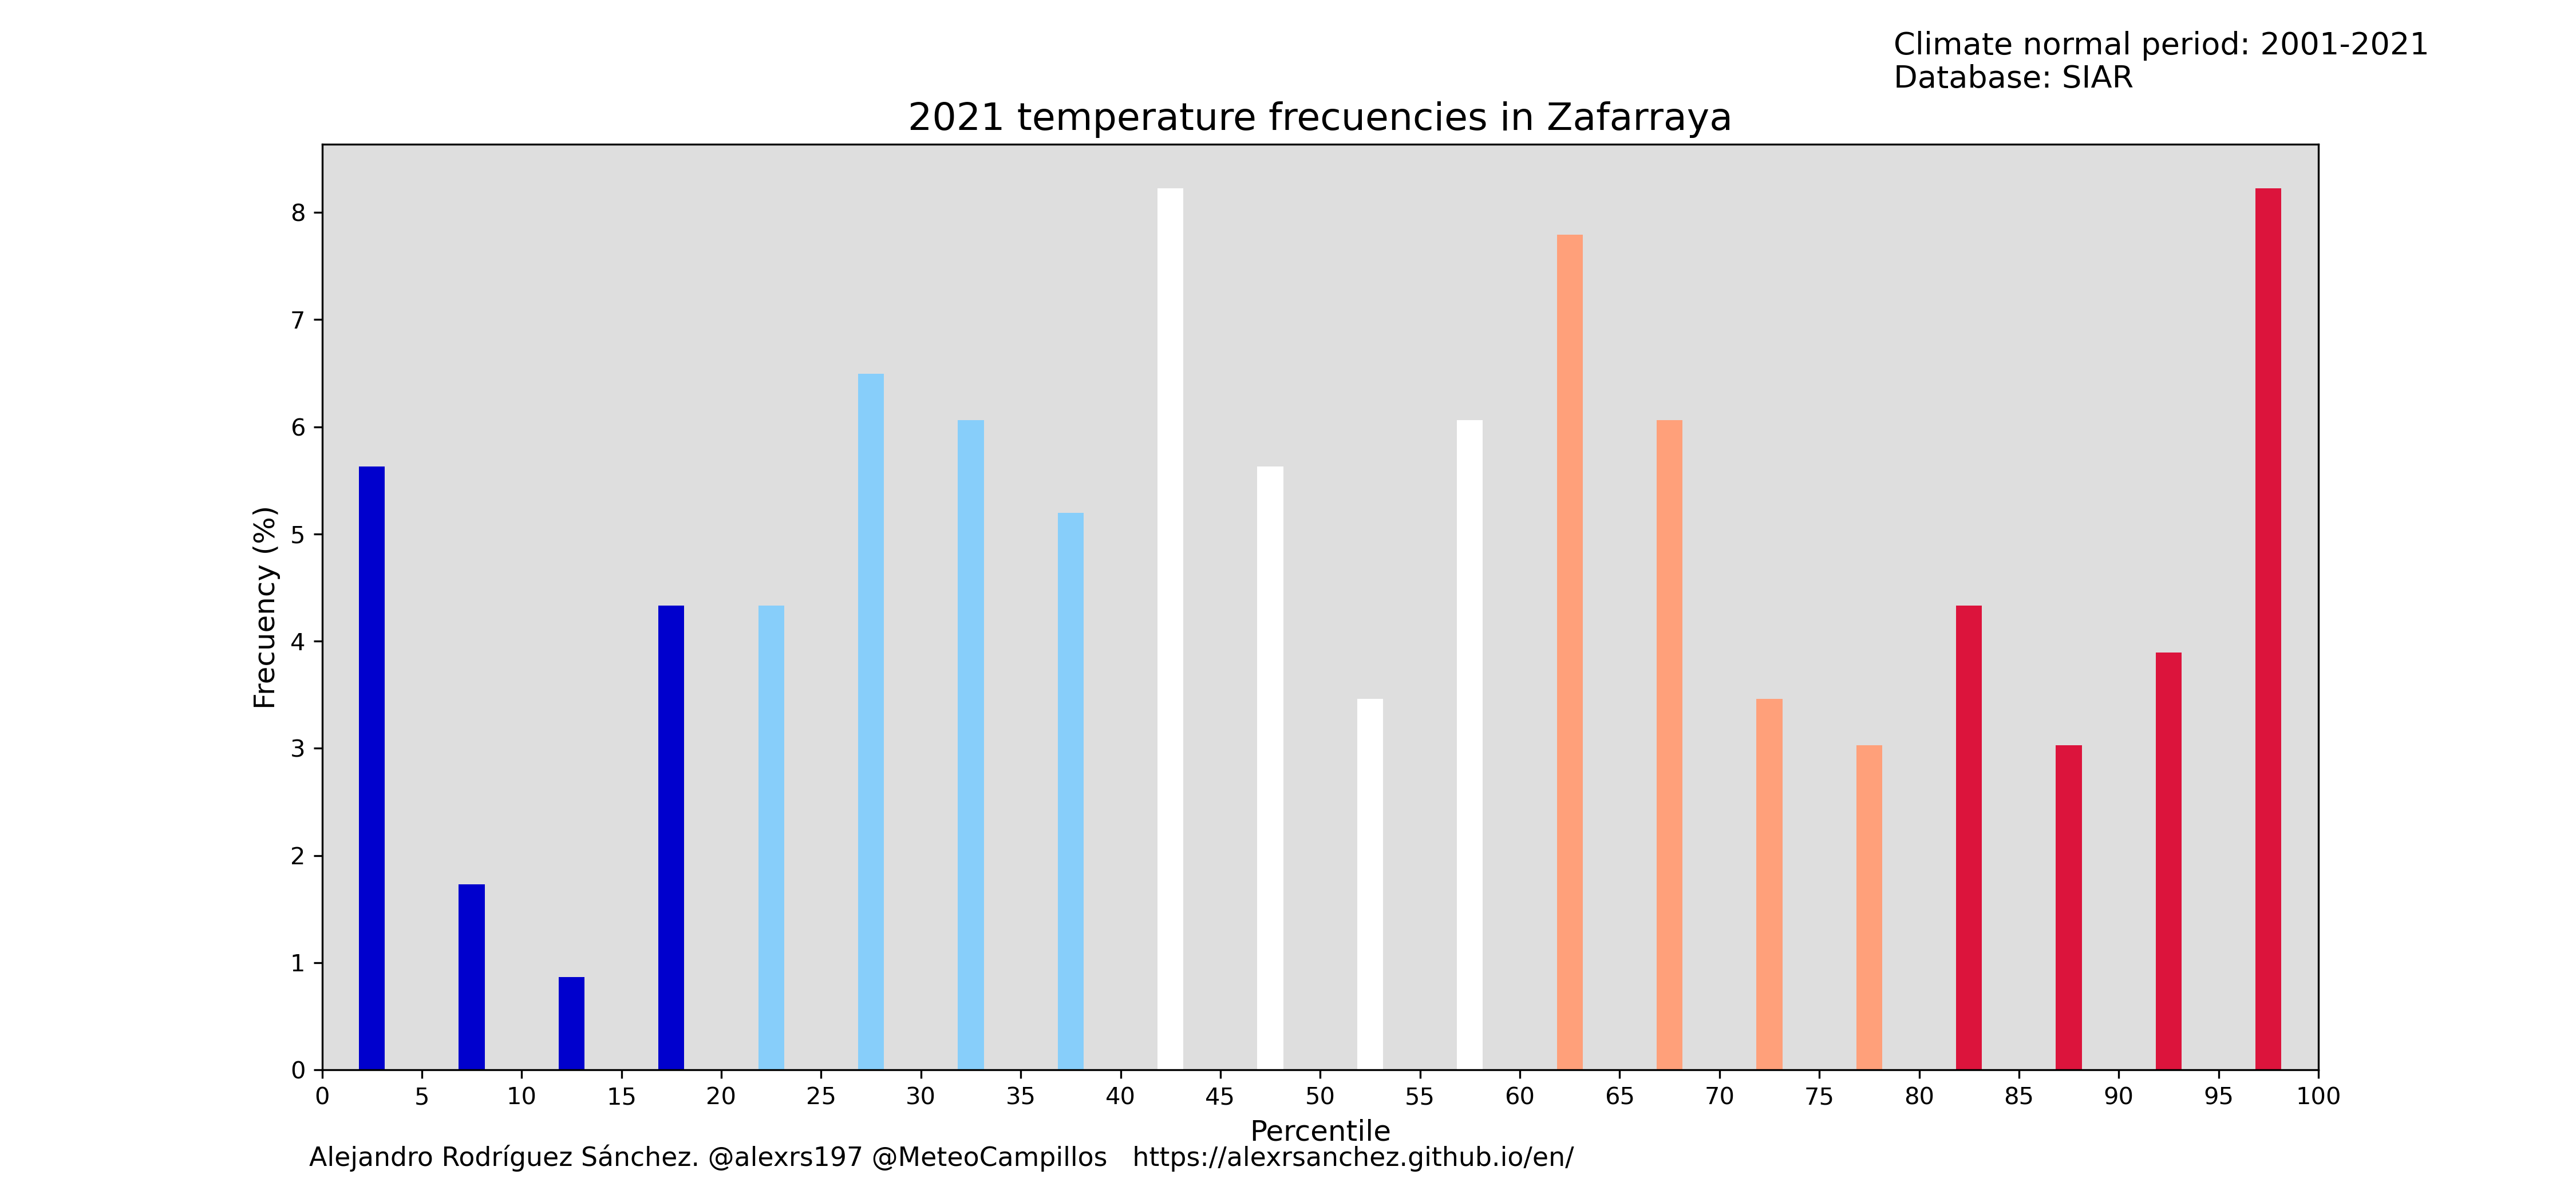 Climate normal period: 2001-2021
Database: SIAR
2021 temperature frecuencies in Zafarraya
8
7
6
5
4
3
2
1
0
Frecuency (%)
0 5 10 15 20 25 30 35 40 45 50 55 60 65 70 75 80 85 90 95 100
Percentile
Alejandro Rodríguez Sánchez. @alexrs197 @MeteoCampillos https://alexrsanchez.github.io/en/